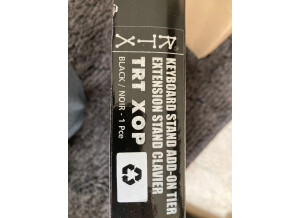 RTX
KEYBOARD STAND ADD-ON TIER
EXTENSION STAND CLAVIER
TRT XOP
BLACK / NOIR - 1 Pce